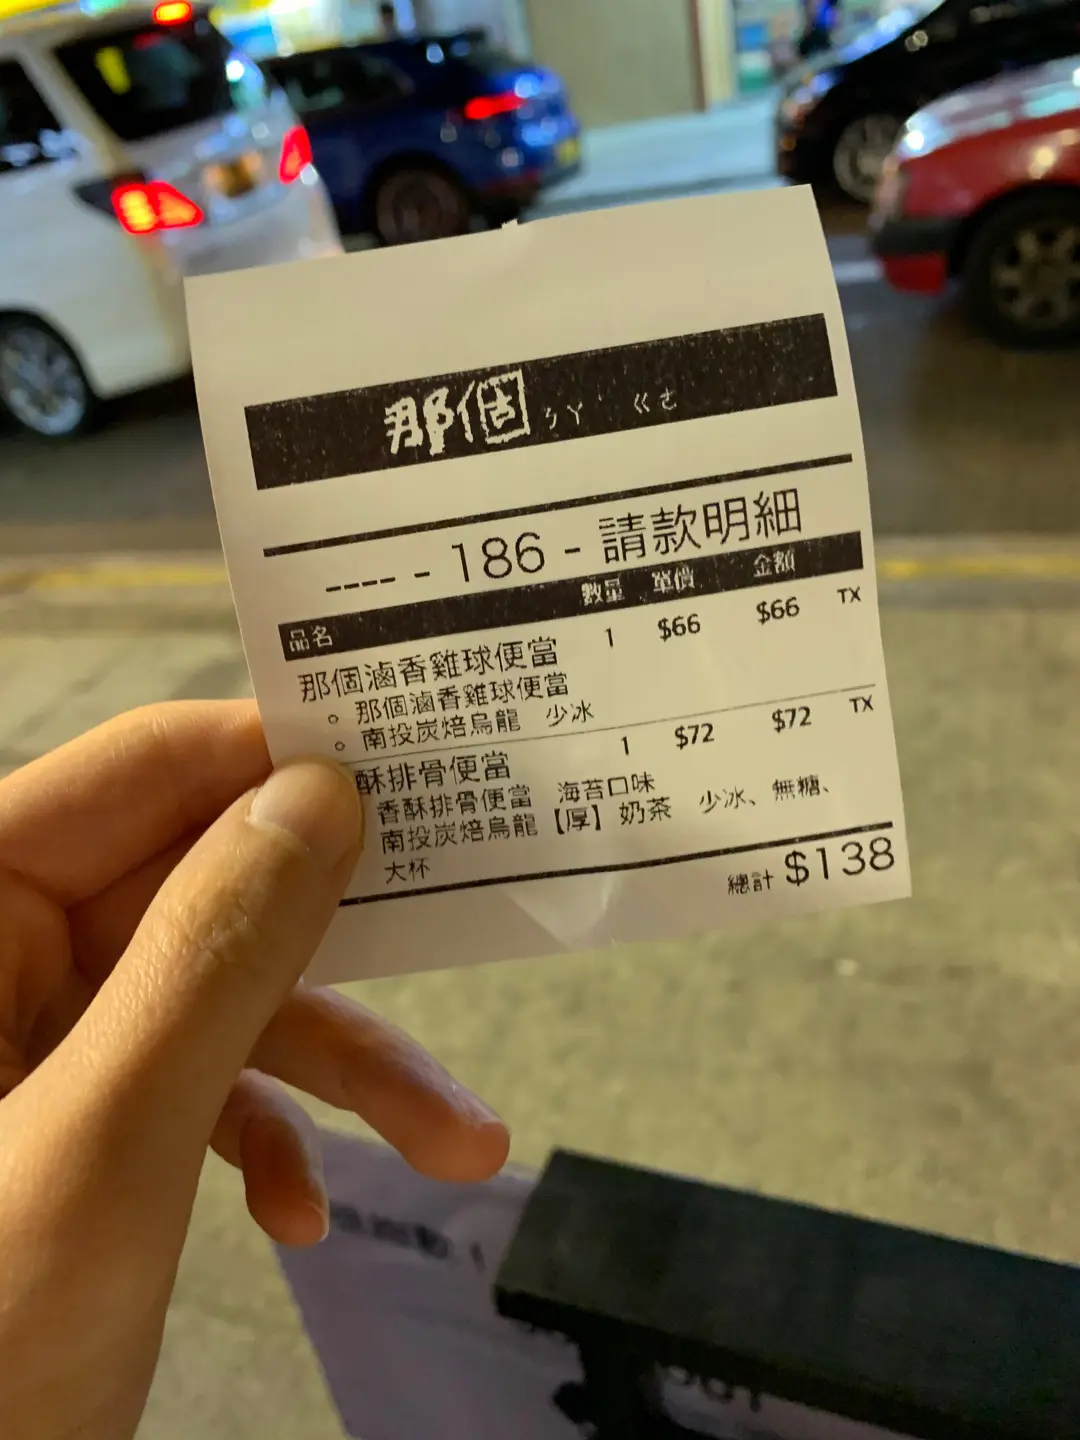 那個 ㄋㄚˋ ㄍㄜ
---- - 186 - 請款明細
品名 數量 單價 金額
那個滷香雞球便當 1 $66 $66 TX
。那個滷香雞球便當
。南投炭焙烏龍 少冰
酥排骨便當 1 $72 $72 TX
香酥排骨便當 海苔口味
南投炭焙烏龍【厚】奶茶 少冰、無糖、
大杯
總計 $138